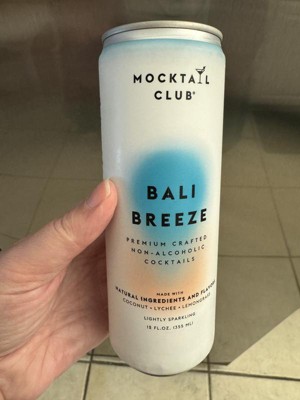 MOCKTAIL
CLUB®
BALI
BREEZE
PREMIUM CRAFTED
NON-ALCOHOLIC
COCKTAILS
MADE WITH
NATURAL INGREDIENTS AND FLAVORS
COCONUT • LYCHEE • LEMONGRASS
LIGHTLY SPARKLING
12 FL.OZ. (355 ML)